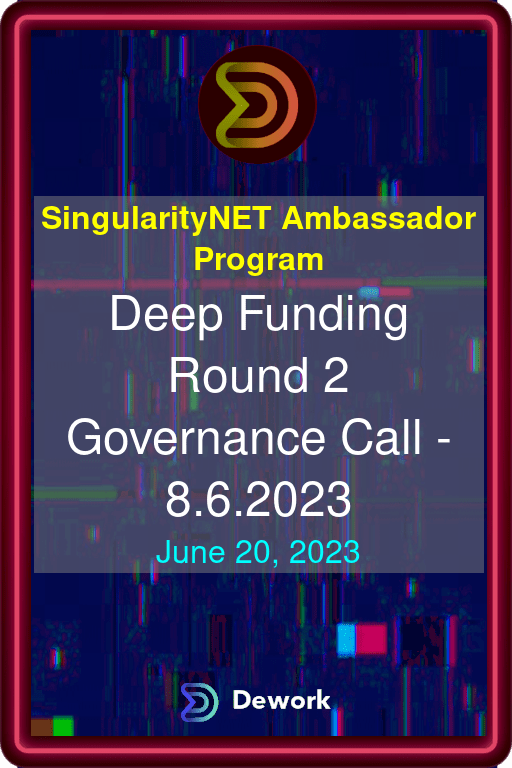 SingularityNET Ambassador
Program
Deep Funding
Round 2
Governance Call -
8.6.2023
June 20, 2023
Dework